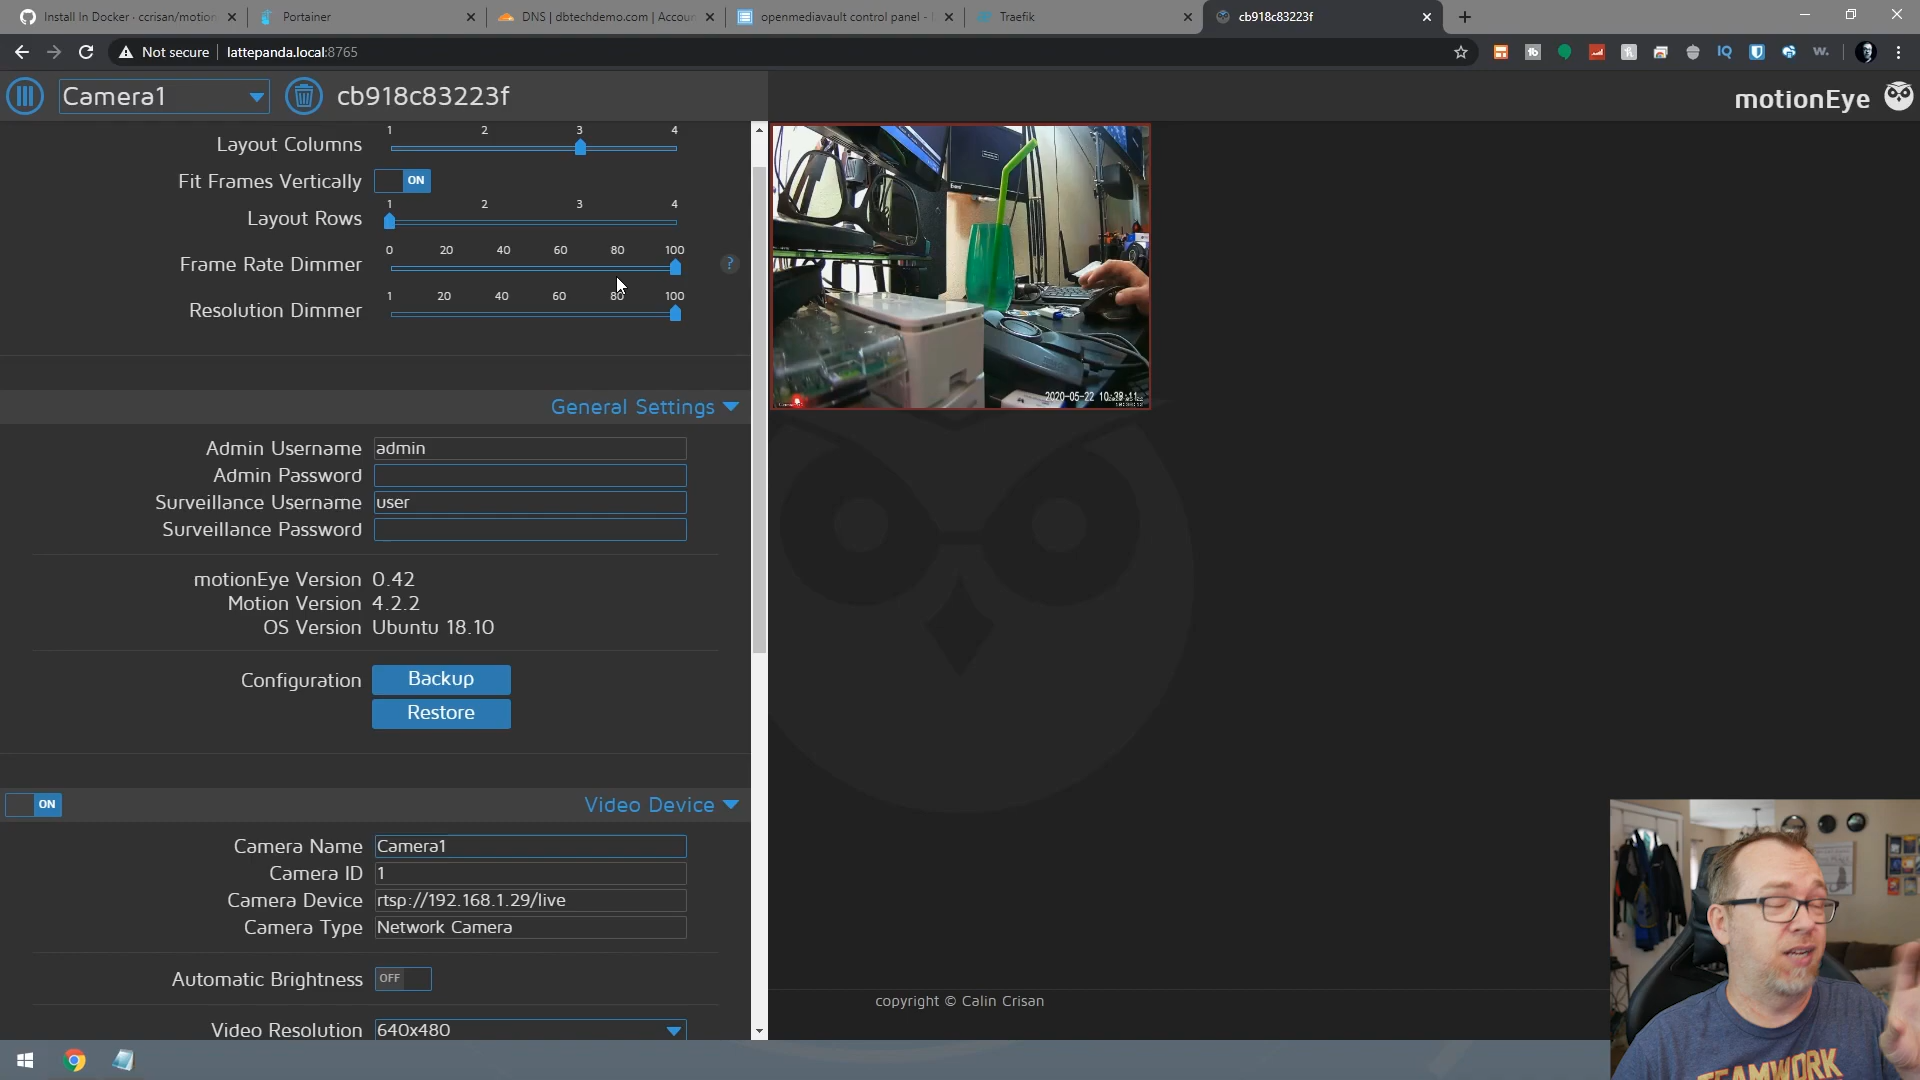 Install In Docker · ccrisan/motion
Portainer
DNS | dbtechdemo.com | Accour
openmediavault control panel -
Traefik
cb918c83223f
Not secure
lattepanda.local:8765
Camera1
cb918c83223f
motionEye
1 2 3 4
Layout Columns
Fit Frames Vertically ON
1 2 3 4
Layout Rows
0 20 40 60 80 100
Frame Rate Dimmer ?
1 20 40 60 80 100
Resolution Dimmer
General Settings
Admin Username admin
Admin Password
Surveillance Username user
Surveillance Password
motionEye Version 0.42
Motion Version 4.2.2
OS Version Ubuntu 18.10
Configuration Backup
Restore
ON Video Device
Camera Name Camera1
Camera ID 1
Camera Device rtsp://192.168.1.29/live
Camera Type Network Camera
Automatic Brightness OFF
Video Resolution 640x480
2020-05-22
copyright © Calin Crisan
TEAMWORK